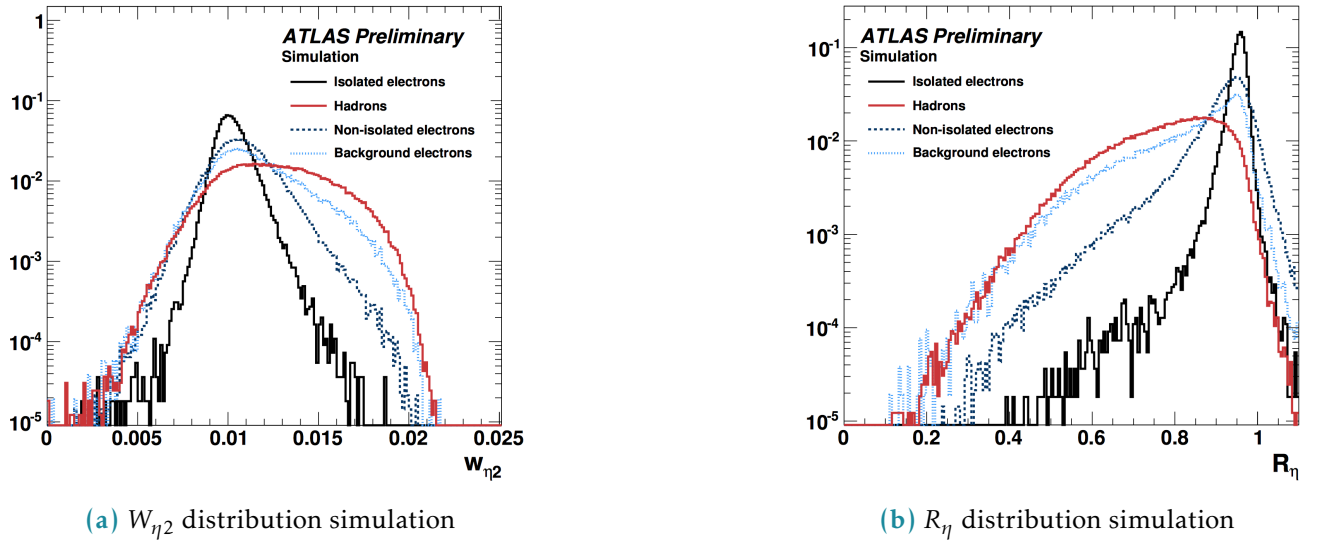 1
10⁻¹
10⁻²
10⁻³
10⁻⁴
10⁻⁵
0 0.005 0.01 0.015 0.02 0.025
w_η2
ATLAS Preliminary
Simulation
Isolated electrons
Hadrons
Non-isolated electrons
Background electrons
(a) W_η2 distribution simulation
10⁻¹
10⁻²
10⁻³
10⁻⁴
10⁻⁵
0 0.2 0.4 0.6 0.8 1
R_η
ATLAS Preliminary
Simulation
Isolated electrons
Hadrons
Non-isolated electrons
Background electrons
(b) R_η distribution simulation